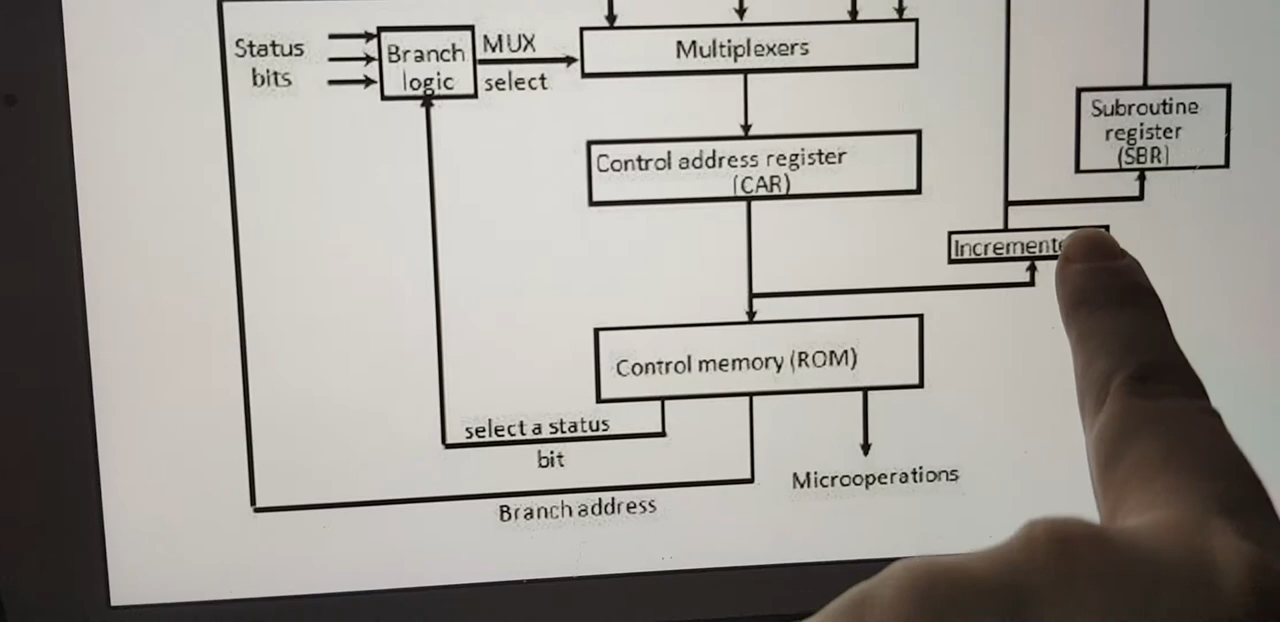 Status
bits
Branch
logic
MUX
select
Multiplexers
Subroutine
register
(SBR)
Control address register
(CAR)
Control memory (ROM)
select a status
bit
Microoperations
Branch address